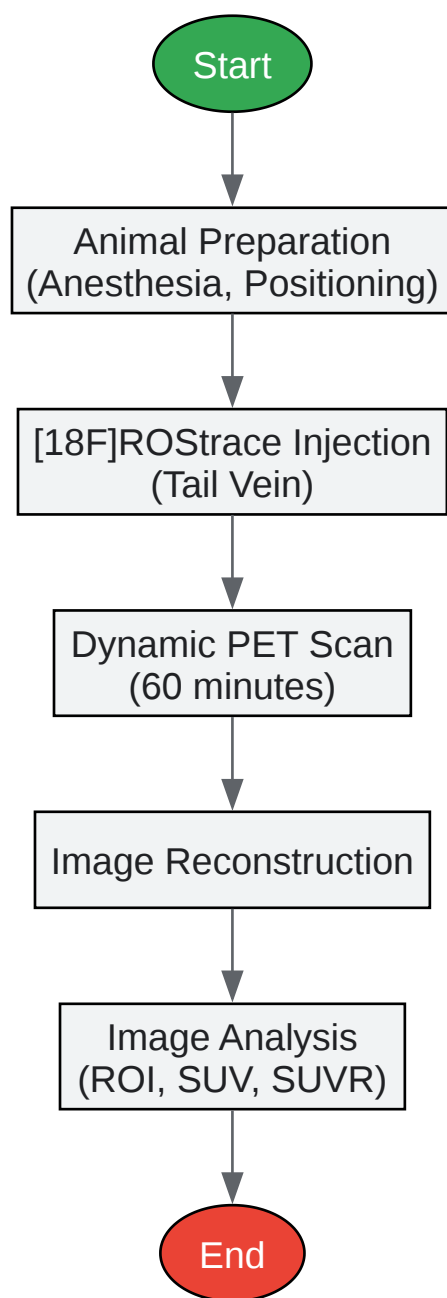 Start
Animal Preparation
(Anesthesia, Positioning)
[18F]ROStrace Injection
(Tail Vein)
Dynamic PET Scan
(60 minutes)
Image Reconstruction
Image Analysis
(ROI, SUV, SUVR)
End